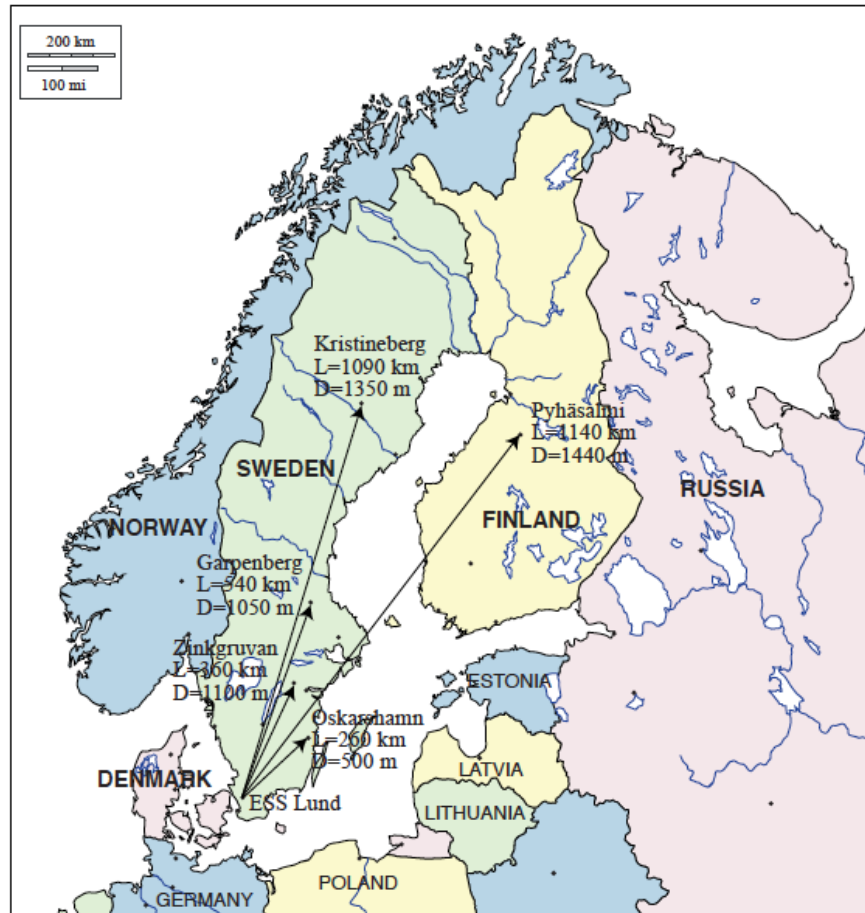 200 km
100 mi
Kristineberg
L=1090 km
D=1350 m
Pyhäsalmi
L=1140 km
D=1440 m
SWEDEN
RUSSIA
NORWAY
FINLAND
Garpenberg
L=540 km
D=1050 m
Zinkgruvan
L=360 km
D=1100 m
ESTONIA
Oskarshamn
L=260 km
D=500 m
LATVIA
DENMARK
ESS Lund
LITHUANIA
POLAND
GERMANY